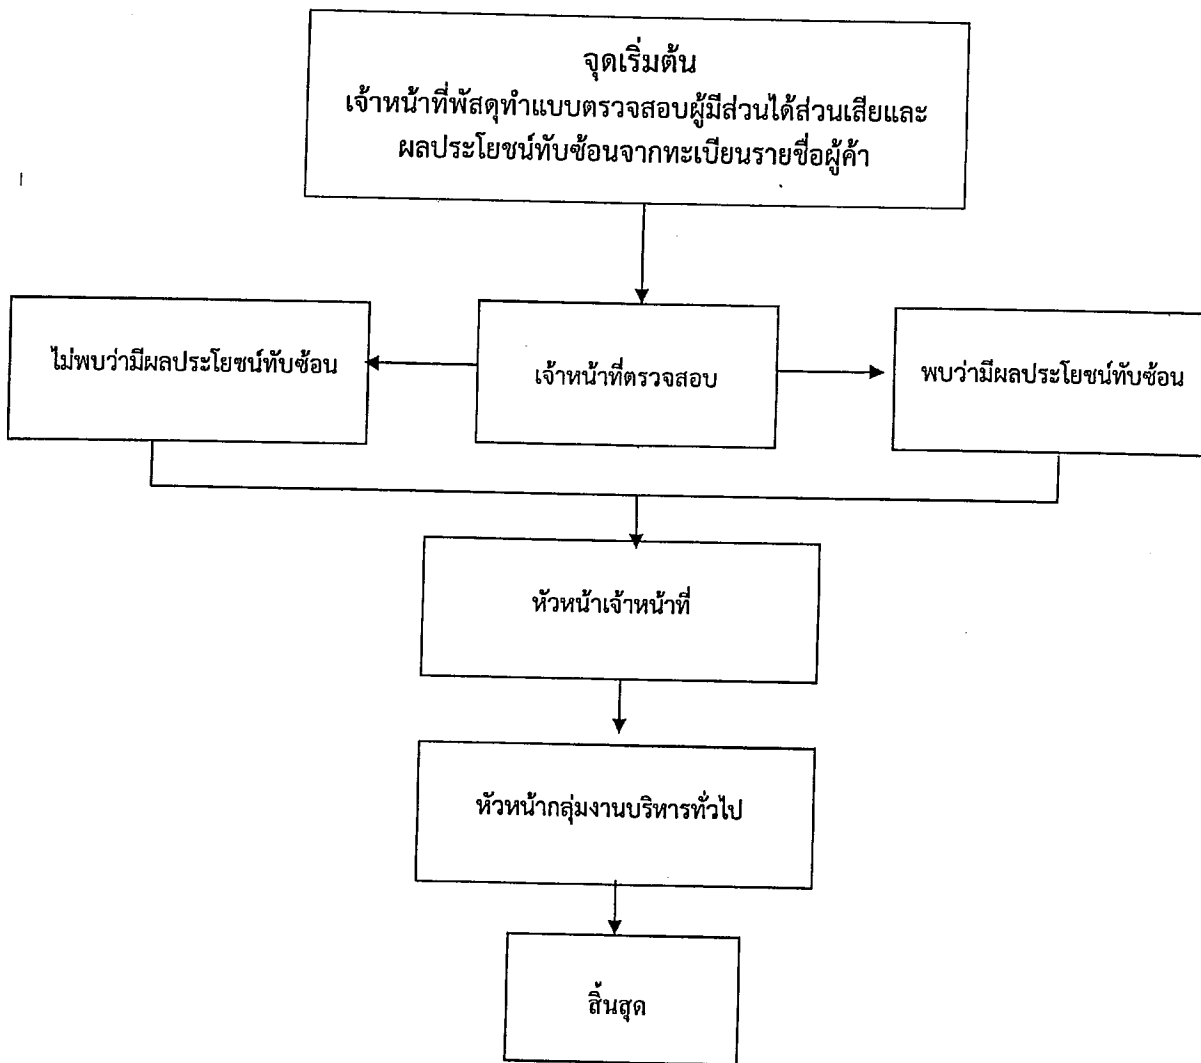 จุดเริ่มต้น
เจ้าหน้าที่พัสดุทำแบบตรวจสอบผู้มีส่วนได้ส่วนเสียและ
ผลประโยชน์ทับซ้อนจากทะเบียนรายชื่อผู้ค้า
ไม่พบว่ามีผลประโยชน์ทับซ้อน
เจ้าหน้าที่ตรวจสอบ
พบว่ามีผลประโยชน์ทับซ้อน
หัวหน้าเจ้าหน้าที่
หัวหน้ากลุ่มงานบริหารทั่วไป
สิ้นสุด